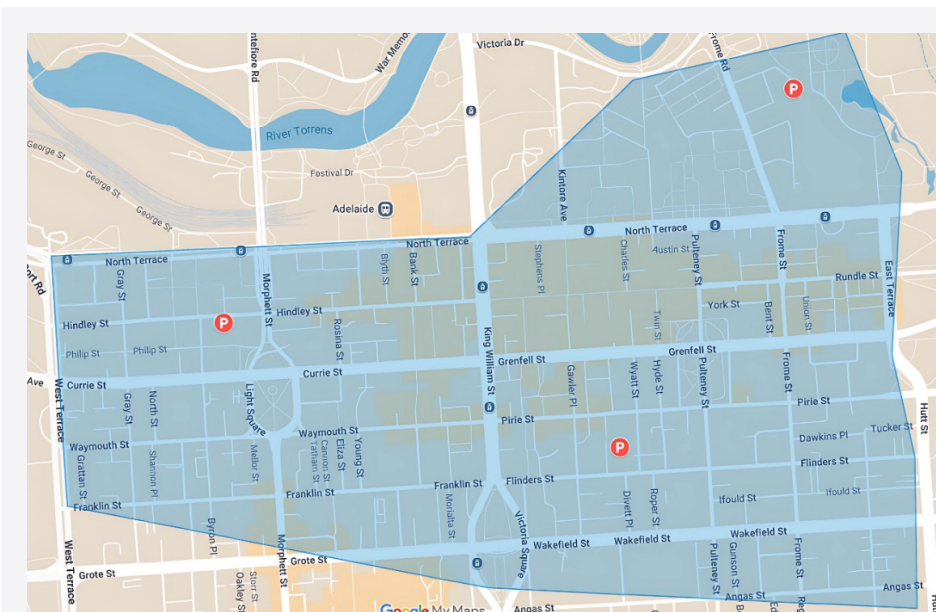 ntefiore Rd
War Memo
Victoria Dr
Frome Rd
River Torrens
George St
George St
George St
Festival Dr
Kintore Ave
Adelaide
North Terrace
North Terrace
North Terrace
Port Rd
Gray St
Morphett St
Blyth St
Bank St
Stephens Pl
Charles St
Austin St
Pulteney St
Frome St
Rundle St
East Terrace
P
P
P
Hindley St
Hindley St
Rosina St
King William St
York St
Twin St
Bent St
Union St
Philip St
Philip St
Grenfell St
Grenfell St
Ave
Currie St
Currie St
West Terrace
Gray St
North St
Light Square
Gawler Pl
Wyatt St
Hyde St
Pulteney St
Frome St
Hutt St
Pirie St
Pirie St
Waymouth St
Waymouth St
Grattan St
Shannon Pl
Mellor St
Tatham St
Cannon St
Eliza St
Young St
Dawkins Pl
Tucker St
Flinders St
Flinders St
Franklin St
Franklin St
Franklin St
Morialta St
Victoria Square
Divett Pl
Roper St
Ifould St
Ifould St
Byron Pl
West Terrace
Morphett St
Wakefield St
Wakefield St
Wakefield St
Grote St
Grote St
Storr St
Oakley St
Pulteney St
Gunson St
Frome St
Reg
Angas St
Angas St
Angas St
Google My Maps